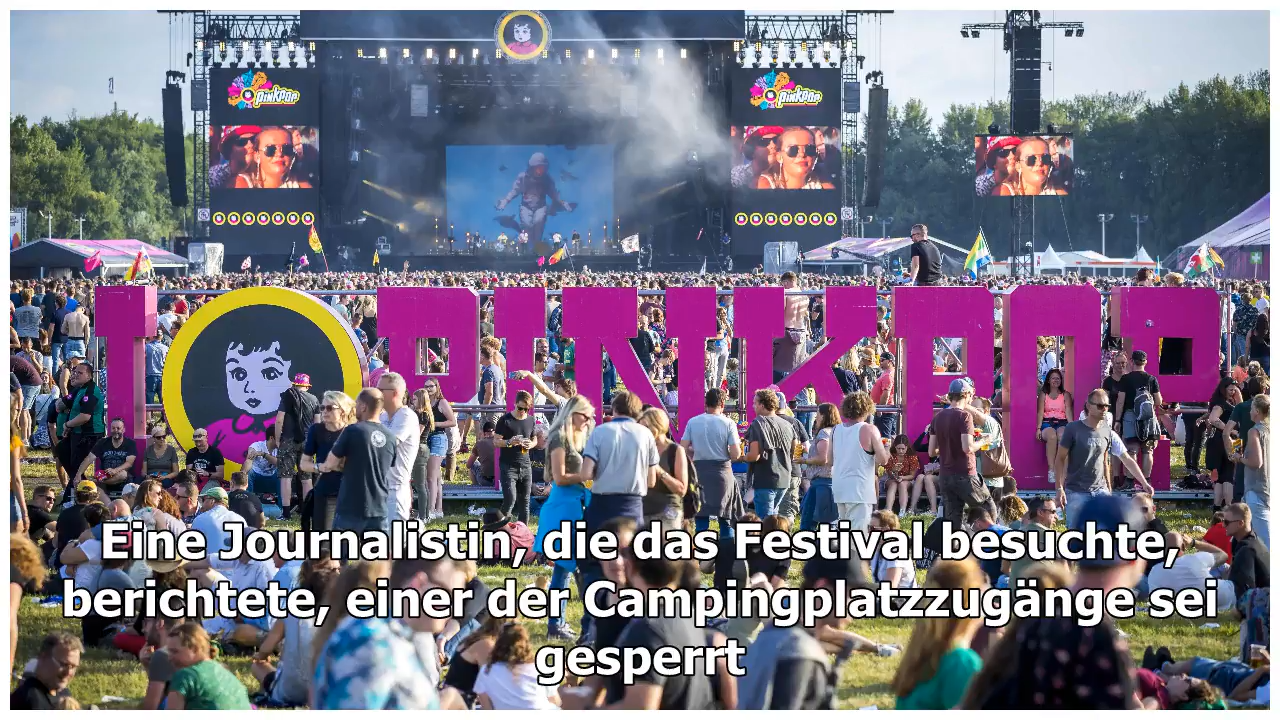 pinkpop
pinkpop
I PINKPOP
Eine Journalistin, die das Festival besuchte,
berichtete, einer der Campingplatzzugänge sei
gesperrt